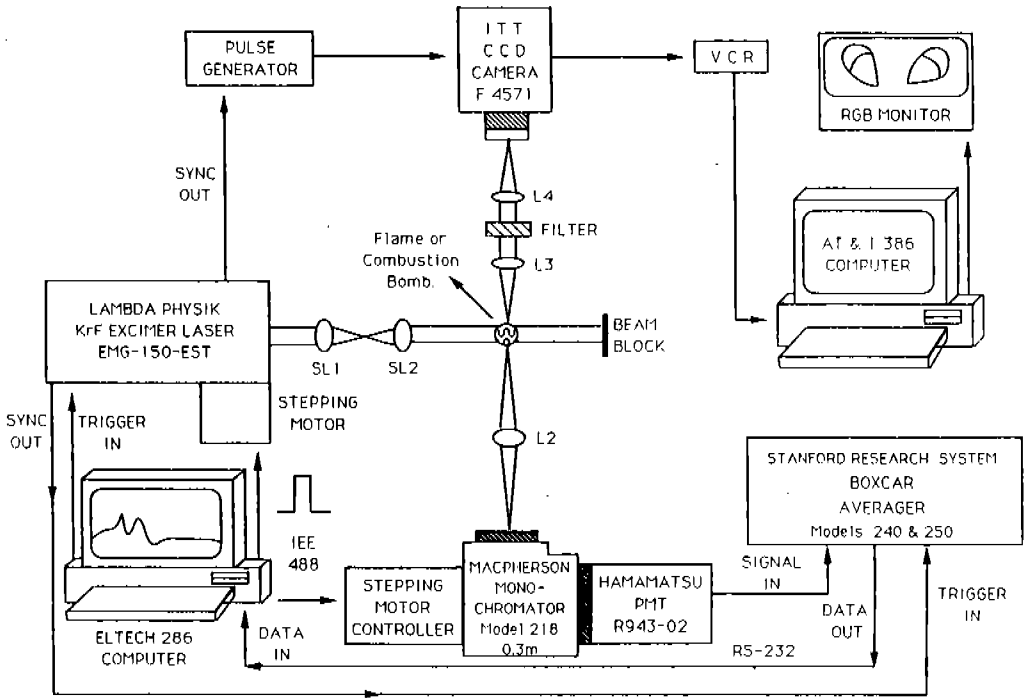 PULSE
GENERATOR
I T T
C C D
CAMERA
F 4571
V C R
RGB MONITOR
SYNC
OUT
L4
FILTER
L3
Flame or
Combustion
Bomb.
AT & T 386
COMPUTER
LAMBDA PHYSIK
KrF EXCIMER LASER
EMG-150-EST
SL1
SL2
BEAM
BLOCK
SYNC
OUT
TRIGGER
IN
STEPPING
MOTOR
L2
STANFORD RESEARCH SYSTEM
BOXCAR
AVERAGER
Models 240 & 250
IEE
488
STEPPING
MOTOR
CONTROLLER
MACPHERSON
MONO-
CHROMATOR
Model 218
0.3m
HAMAMATSU
PMT
R943-02
SIGNAL
IN
DATA
OUT
TRIGGER
IN
ELTECH 286
COMPUTER
DATA
IN
RS-232